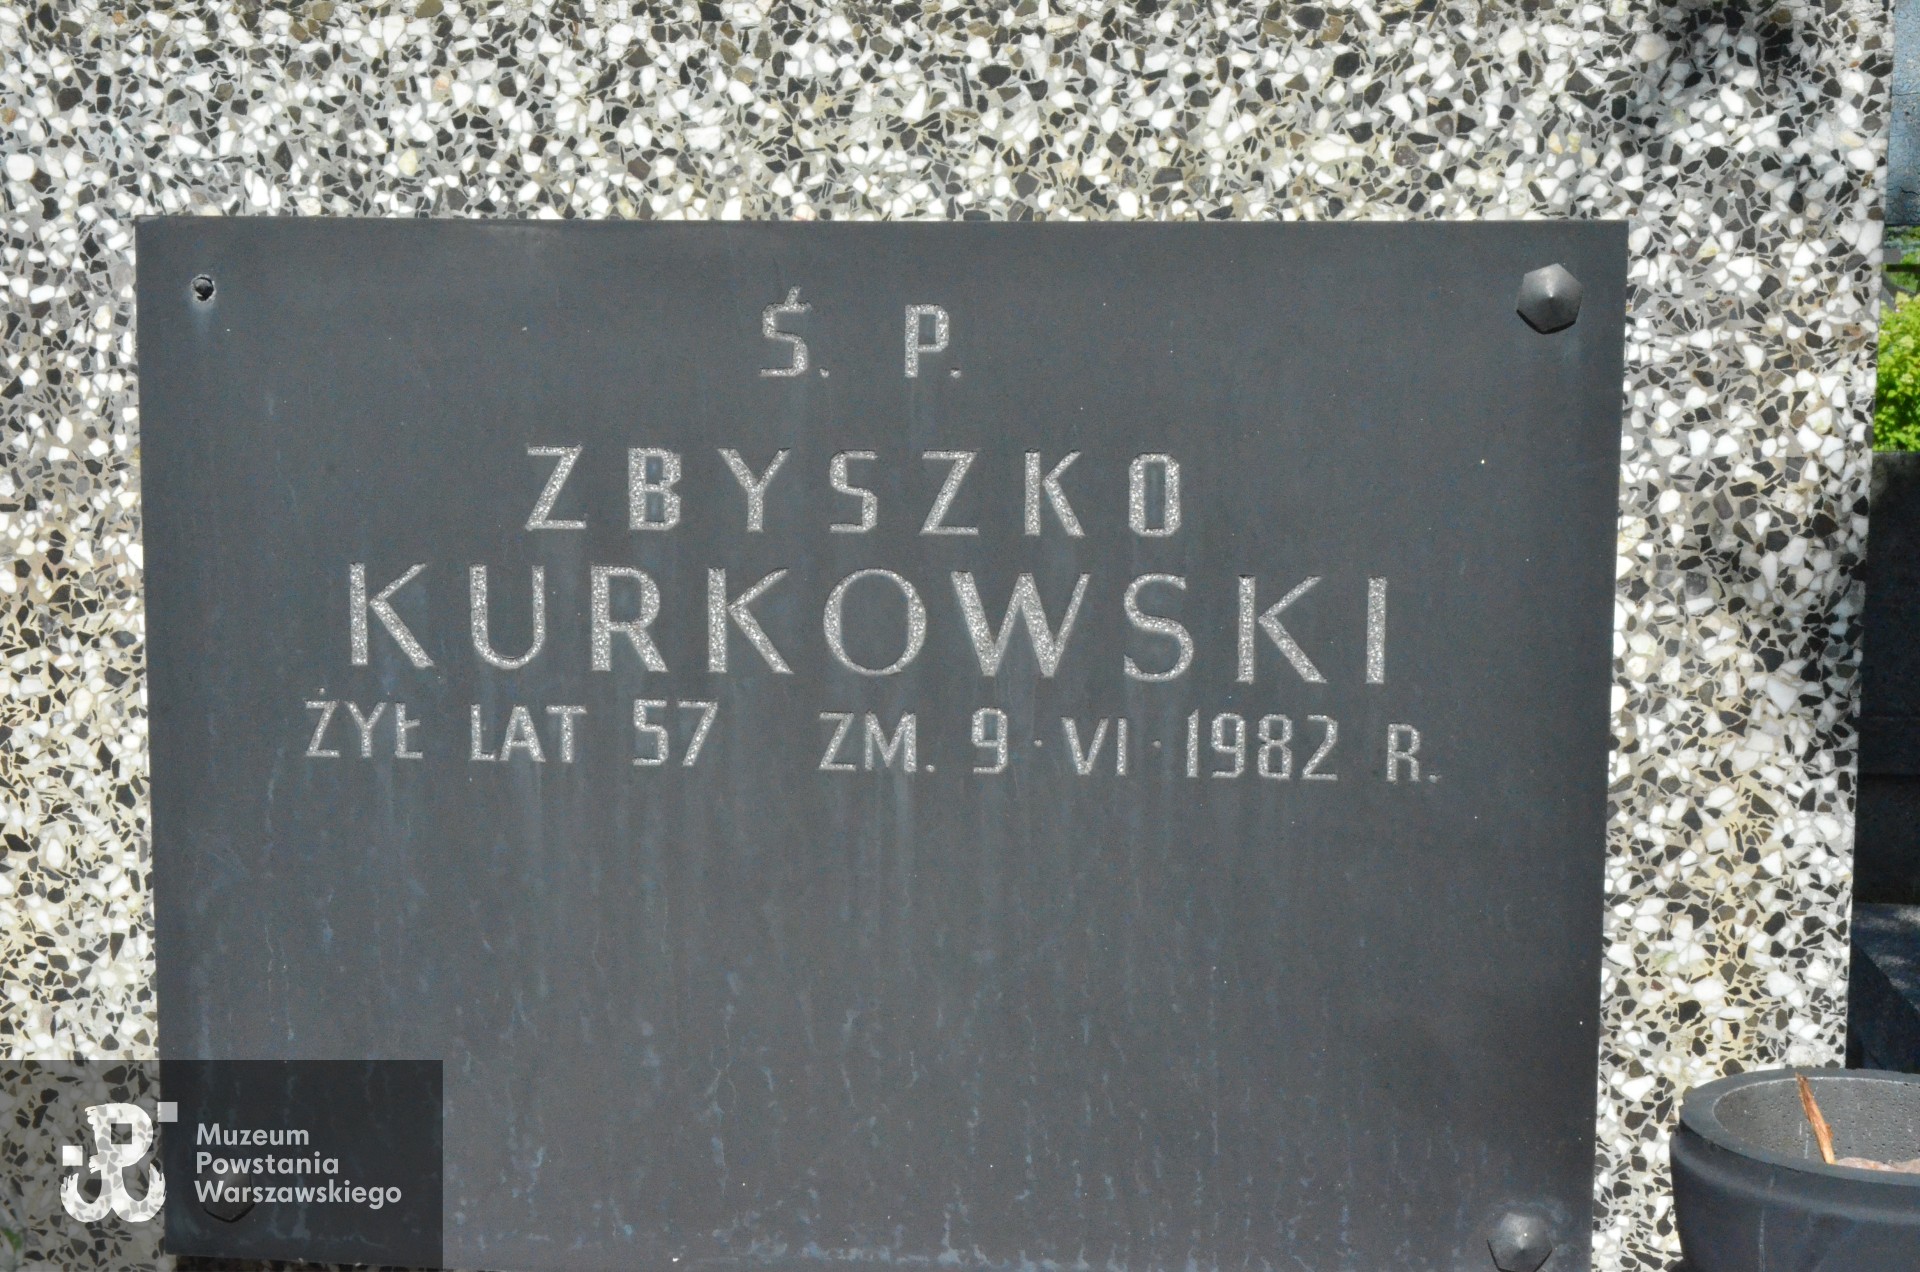 Ś. P.
ZBYSZKO
KURKOWSKI
ŻYŁ LAT 57 ZM. 9·VI·1982 R.
Muzeum
Powstania
Warszawskiego